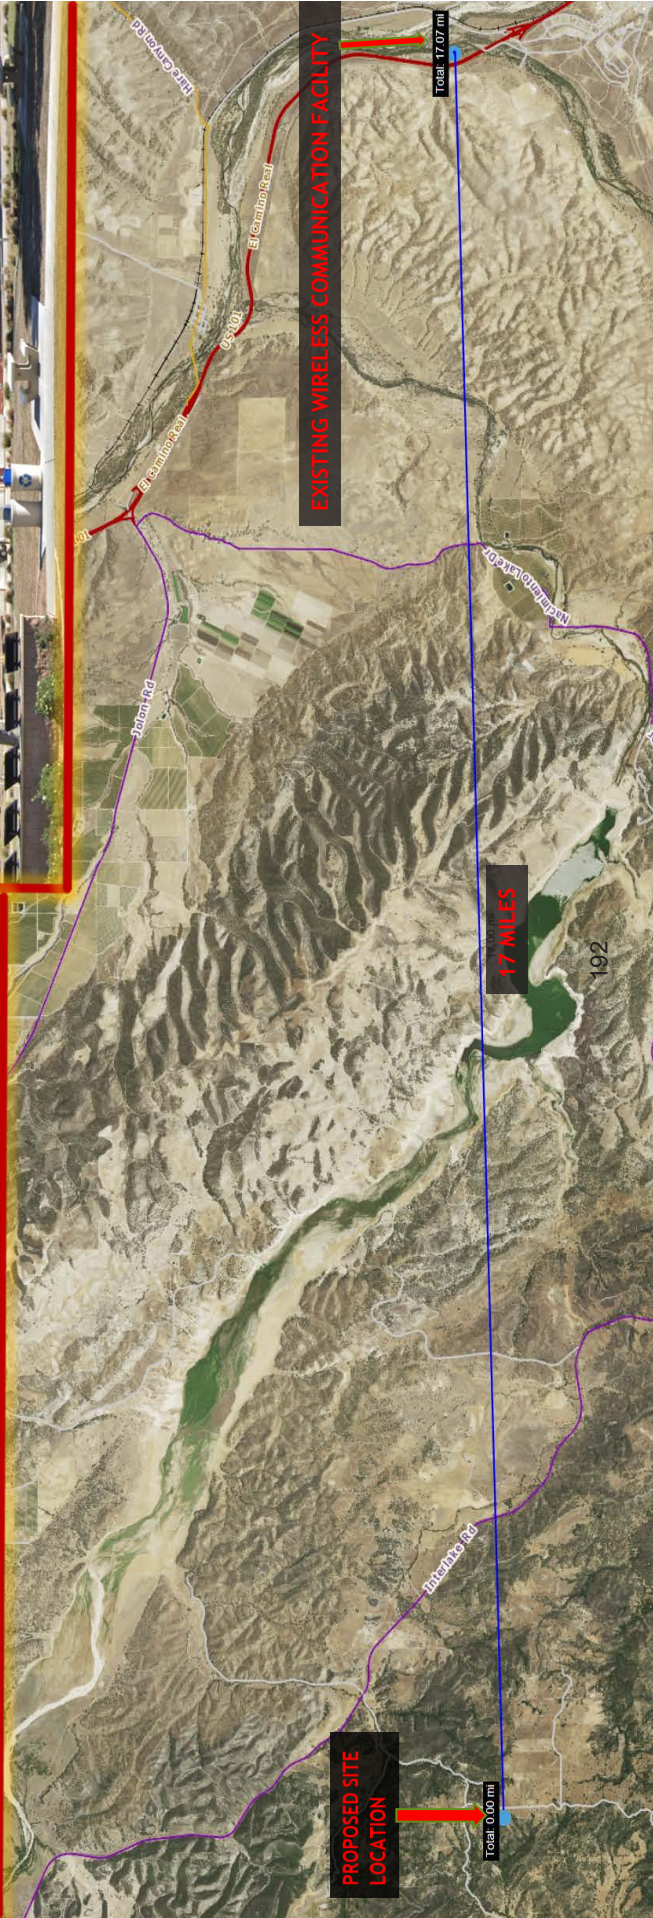 Hare Canyon Rd
EXISTING WIRELESS COMMUNICATION FACILITY
Total: 17.07 mi
El Camino Real
US-101
El Camino Real
101
Nacimiento Lake Dr
Jolon Rd
17 MILES
192
Interlake Rd
PROPOSED SITE
LOCATION
Total: 0.00 mi